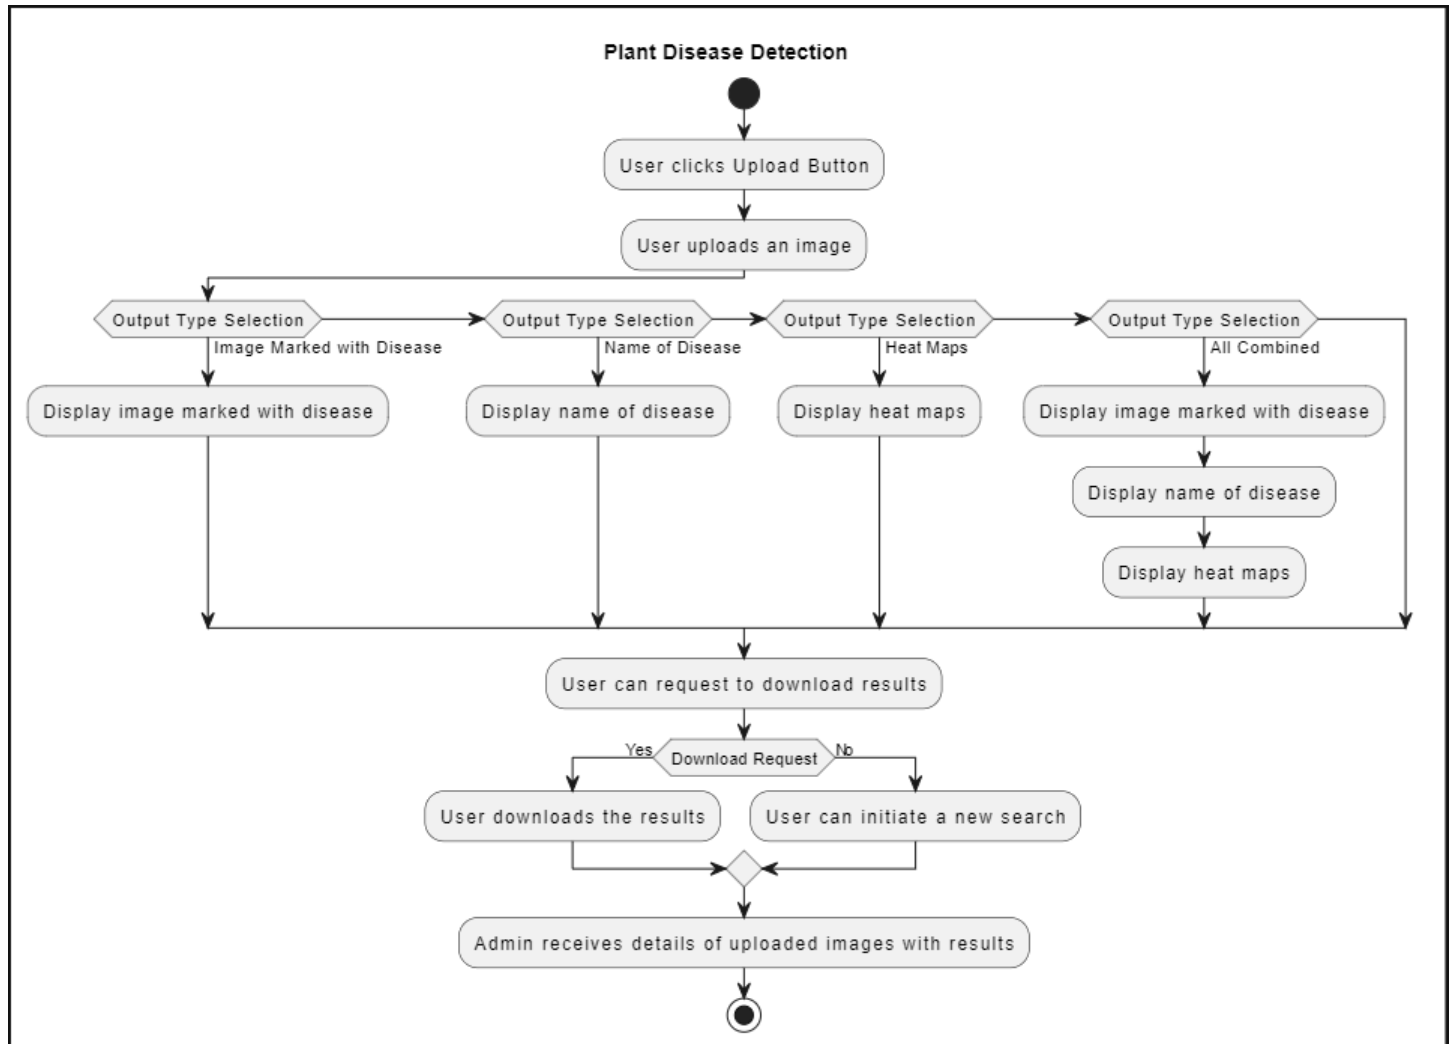 Plant Disease Detection
User clicks Upload Button
User uploads an image
Output Type Selection
Output Type Selection
Output Type Selection
Output Type Selection
Image Marked with Disease
Name of Disease
Heat Maps
All Combined
Display image marked with disease
Display name of disease
Display heat maps
Display image marked with disease
Display name of disease
Display heat maps
User can request to download results
Yes
Download Request
No
User downloads the results
User can initiate a new search
Admin receives details of uploaded images with results